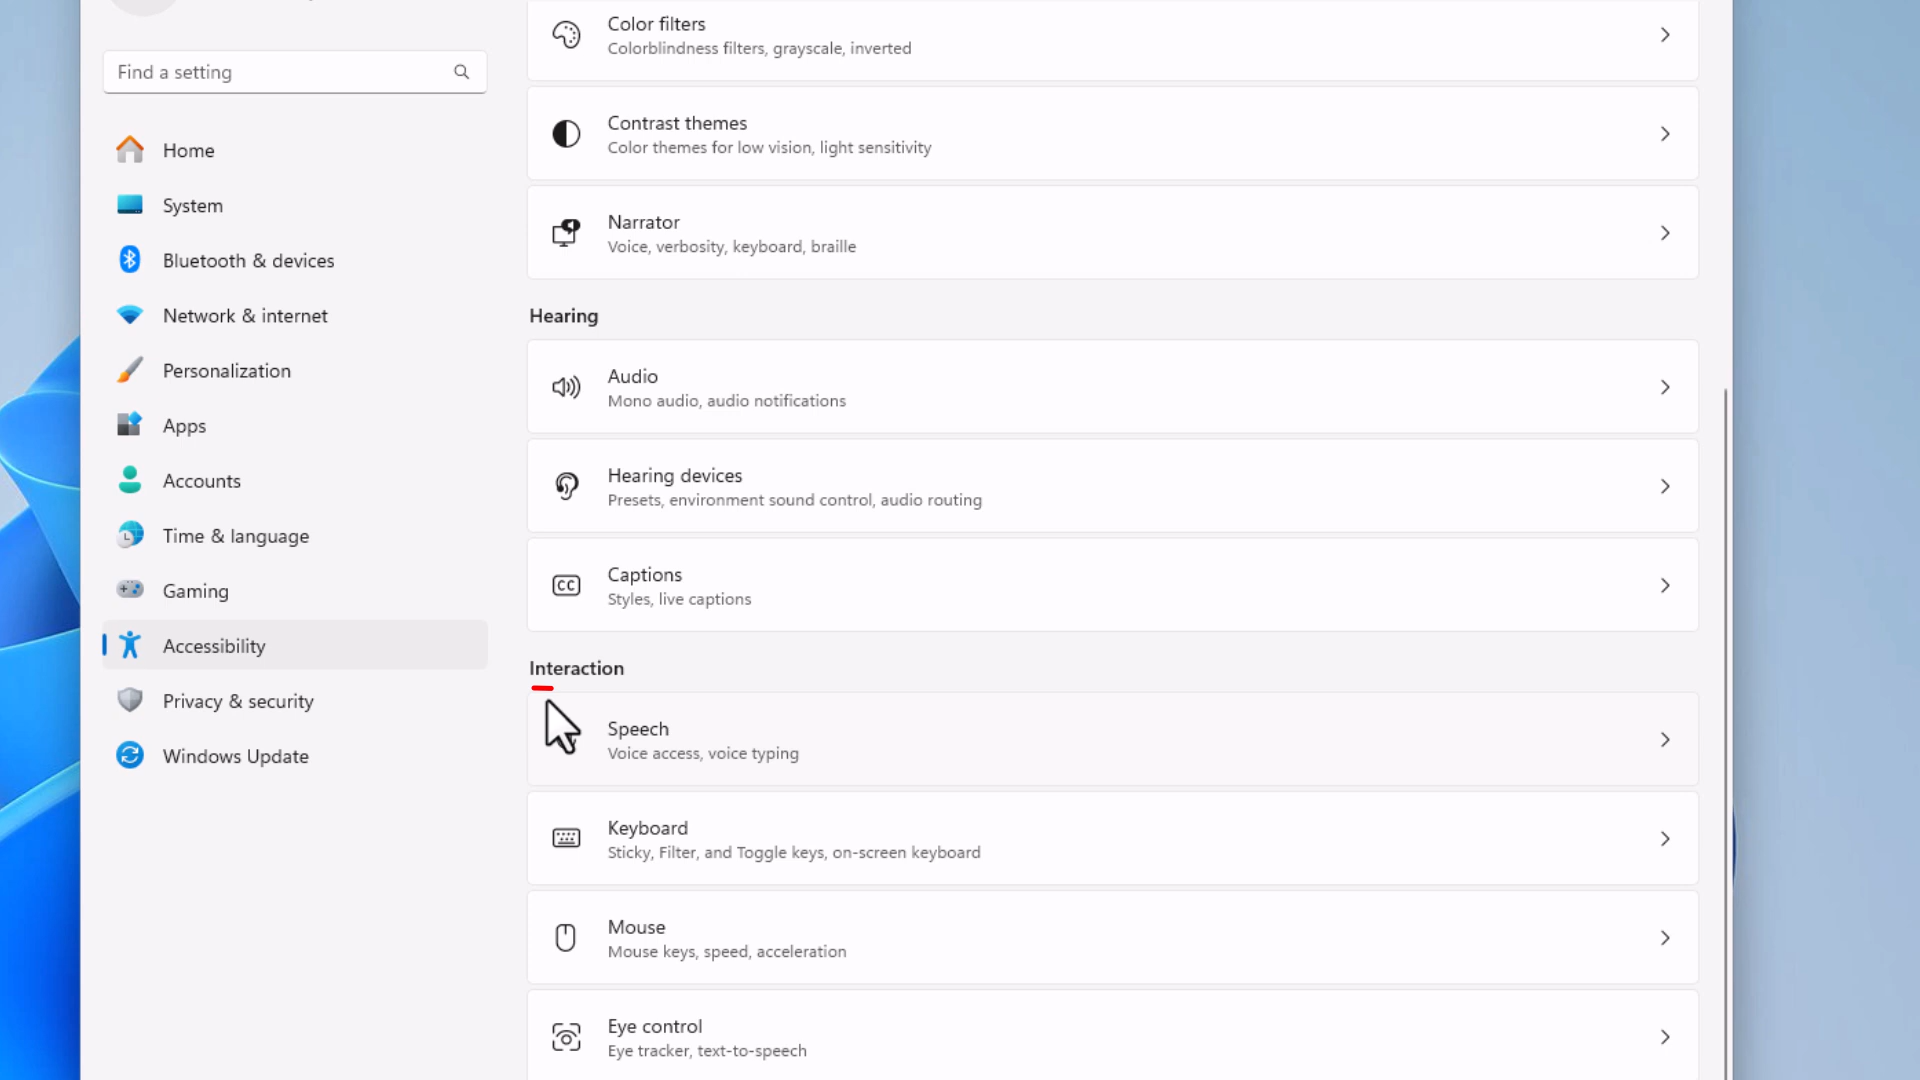 Find a setting
Home
System
Bluetooth & devices
Network & internet
Personalization
Apps
Accounts
Time & language
Gaming
Accessibility
Privacy & security
Windows Update
Color filters
Colorblindness filters, grayscale, inverted
Contrast themes
Color themes for low vision, light sensitivity
Narrator
Voice, verbosity, keyboard, braille
Hearing
Audio
Mono audio, audio notifications
Hearing devices
Presets, environment sound control, audio routing
CC
Captions
Styles, live captions
Interaction
Speech
Voice access, voice typing
Keyboard
Sticky, Filter, and Toggle keys, on-screen keyboard
Mouse
Mouse keys, speed, acceleration
Eye control
Eye tracker, text-to-speech